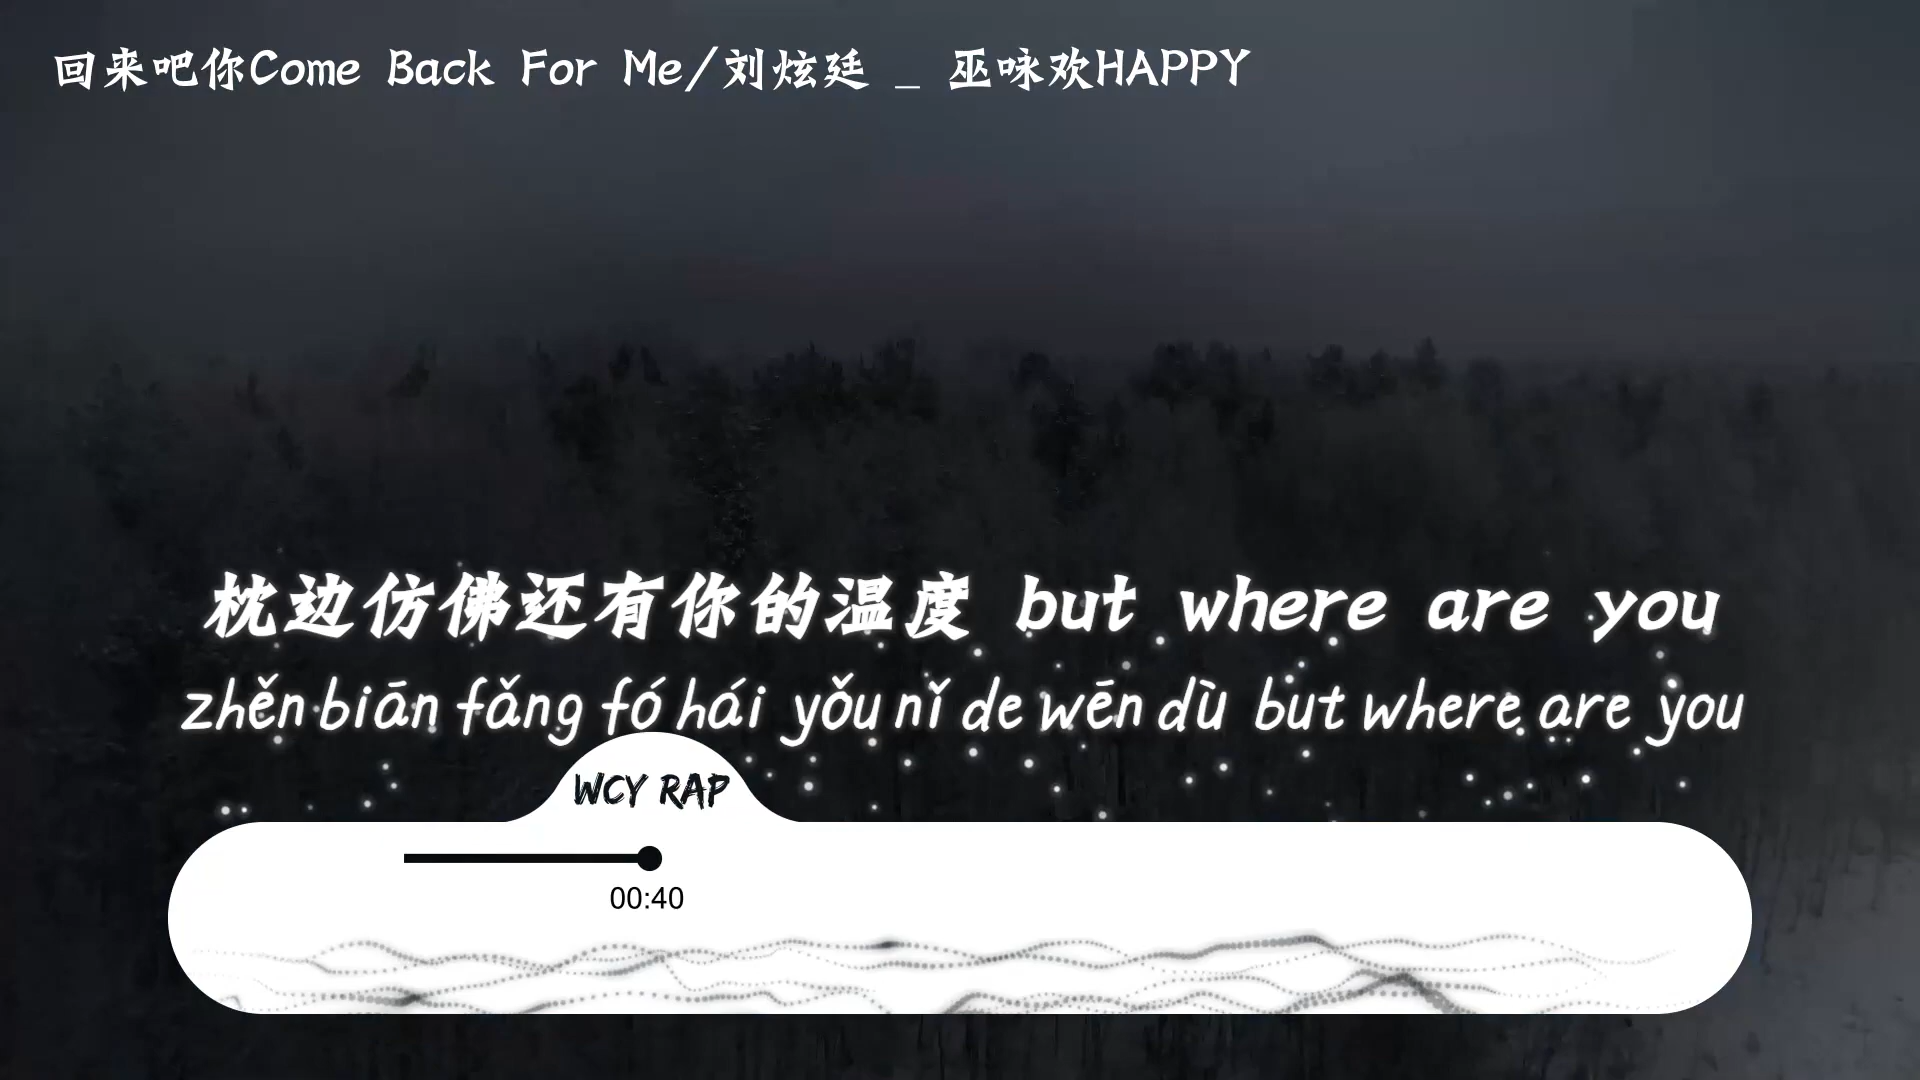 回来吧你Come Back For Me/刘炫廷 _ 巫咏欢HAPPY
枕边仿佛还有你的温度 but where are you
zhěn biān fǎng fó hái yǒu nǐ de wēn dù but where are you
WCY RAP
00:40